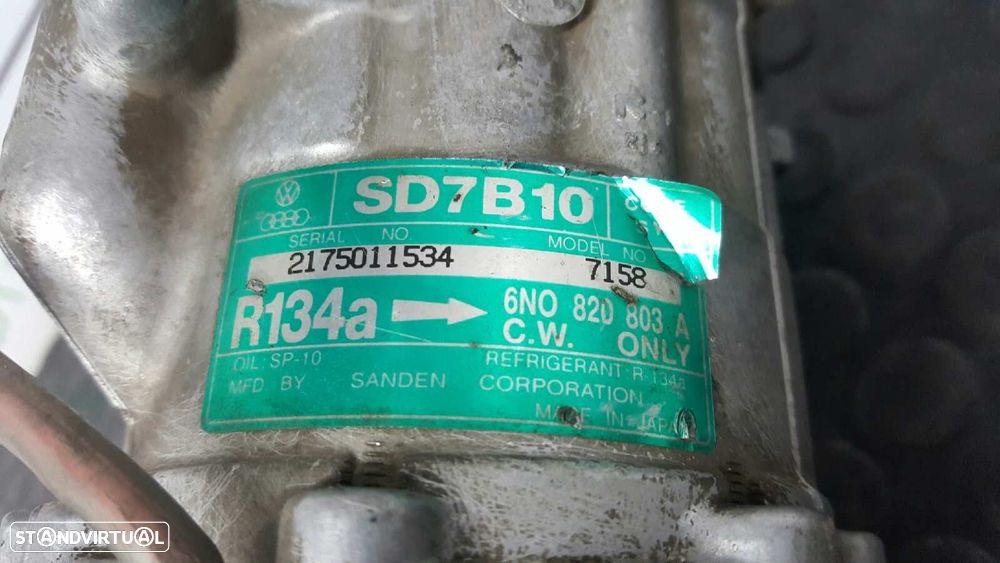 SD7B10
SERIAL NO.
MODEL NO
2175011534
7158
R134a
6N0 820 803 A
C.W. ONLY
OIL: SP-10
REFRIGERANT: R 134a
MFD. BY SANDEN CORPORATION
MADE IN JAPAN
STANDVIRTUAL